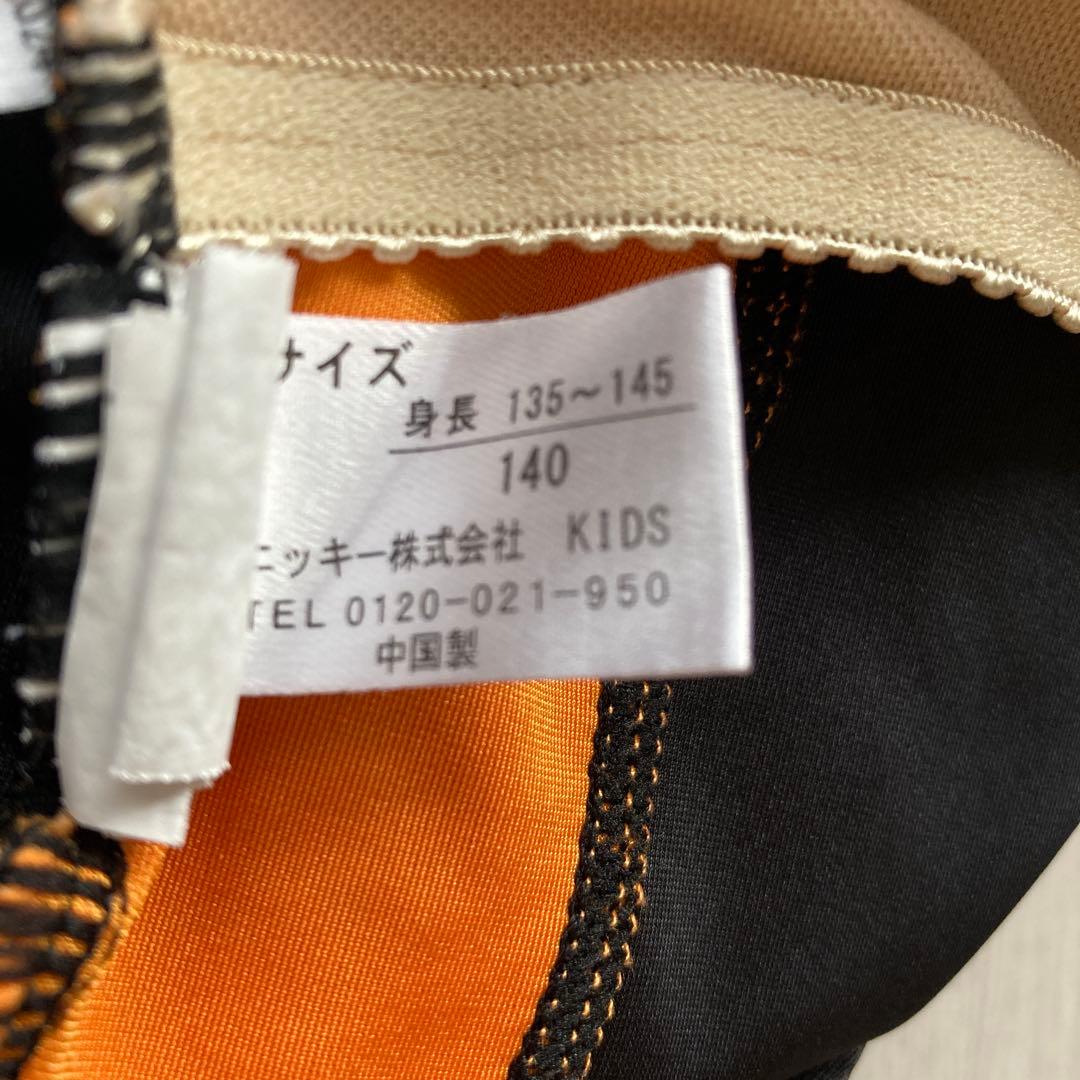 サイズ
身長 135～145
140
ニッキー株式会社 KIDS
TEL 0120-021-950
中国製